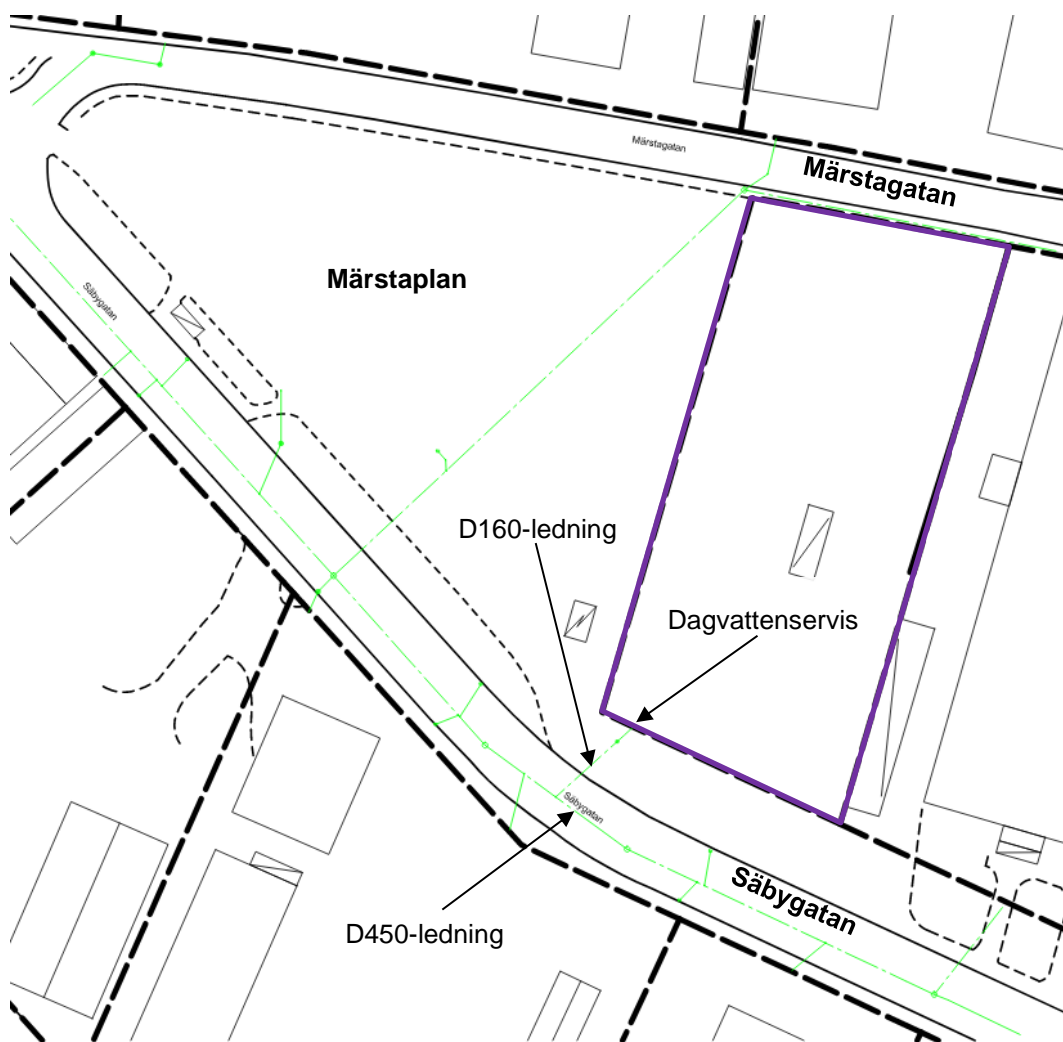 Märstagatan
Märstagatan
Märstaplan
Säbygatan
D160-ledning
Dagvattenservis
Säbygatan
Säbygatan
D450-ledning